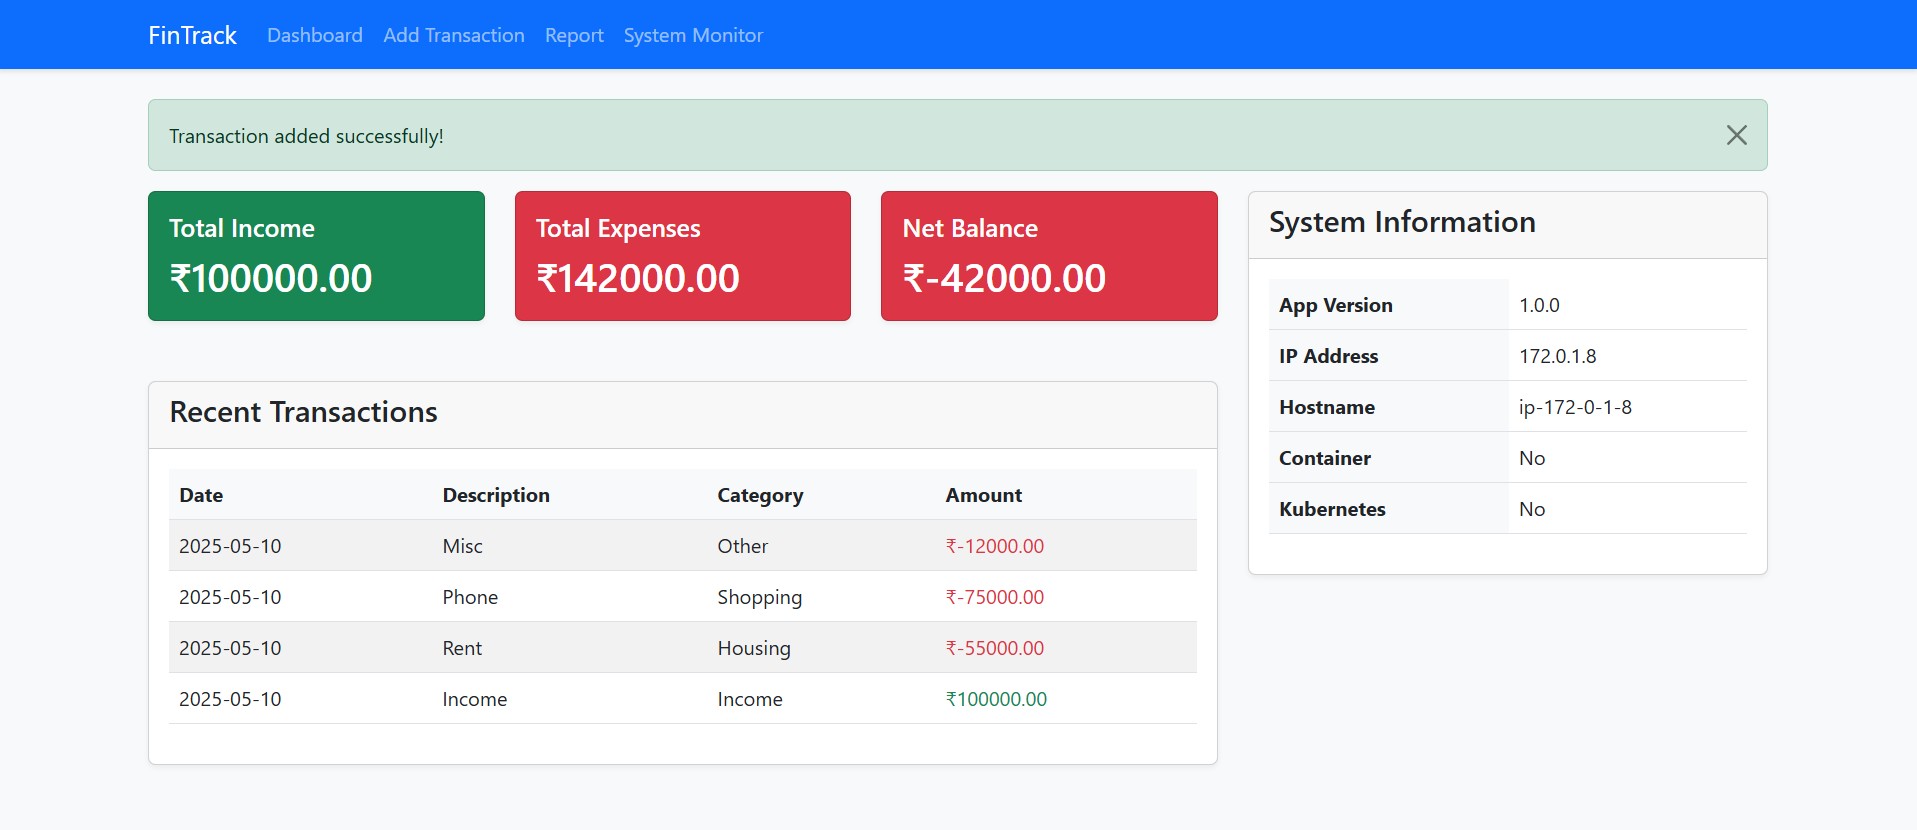 FinTrack Dashboard Add Transaction Report System Monitor
Transaction added successfully!
Total Income
₹100000.00
Total Expenses
₹142000.00
Net Balance
₹-42000.00
Recent Transactions
Date Description Category Amount
2025-05-10 Misc Other ₹-12000.00
2025-05-10 Phone Shopping ₹-75000.00
2025-05-10 Rent Housing ₹-55000.00
2025-05-10 Income Income ₹100000.00
System Information
App Version 1.0.0
IP Address 172.0.1.8
Hostname ip-172-0-1-8
Container No
Kubernetes No